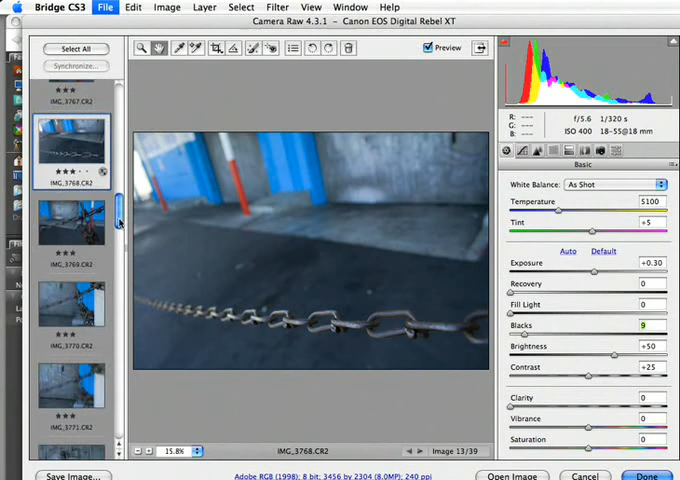 Bridge CS3 File Edit Image Layer Select Filter View Window Help
Camera Raw 4.3.1 - Canon EOS Digital Rebel XT
Select All
Synchronize...
IMG_3767.CR2
IMG_3768.CR2
IMG_3769.CR2
IMG_3770.CR2
IMG_3771.CR2
Preview
R: ---
G: ---
B: ---
f/5.6 1/320 s
ISO 400 18-55@18 mm
Basic
White Balance: As Shot
Temperature 5100
Tint +5
Auto Default
Exposure +0.30
Recovery 0
Fill Light 0
Blacks 9
Brightness +50
Contrast +25
Clarity 0
Vibrance 0
Saturation 0
15.8% IMG_3768.CR2 Image 13/39
Save Image... Adobe RGB (1998); 8 bit; 3456 by 2304 (8.0MP); 240 ppi Open Image Cancel Done